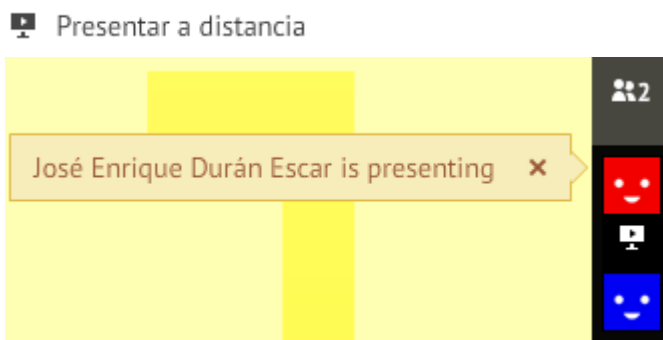 Presentar a distancia
2
José Enrique Durán Escar is presenting ×